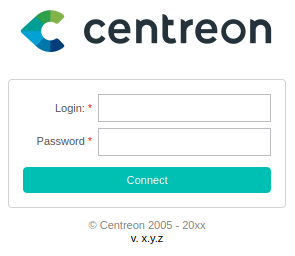 centreon
Login: *
Password *
Connect
© Centreon 2005 - 20xx
v. x.y.z